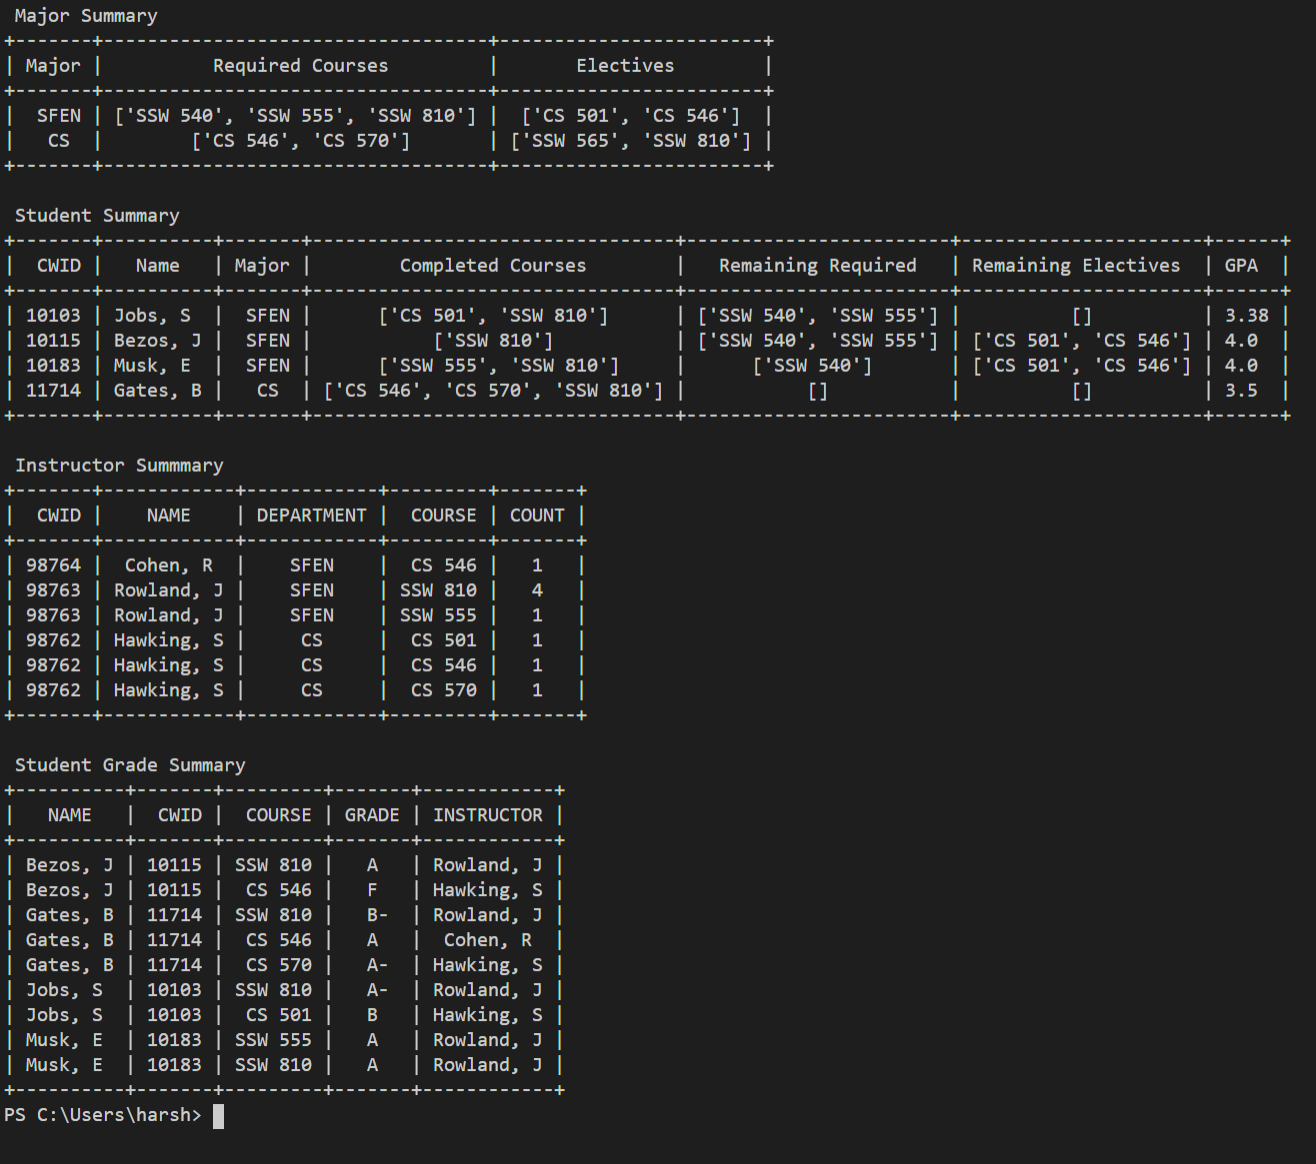 Major Summary
+-------+-----------------------------------+------------------------+
| Major |          Required Courses         |       Electives        |
+-------+-----------------------------------+------------------------+
|  SFEN | ['SSW 540', 'SSW 555', 'SSW 810'] |  ['CS 501', 'CS 546']  |
|   CS  |        ['CS 546', 'CS 570']       | ['SSW 565', 'SSW 810'] |
+-------+-----------------------------------+------------------------+
Student Summary
+-------+----------+-------+---------------------------------+------------------------+-----------------------+------+
|  CWID |   Name   | Major |        Completed Courses        |   Remaining Required   | Remaining Electives  | GPA  |
+-------+----------+-------+---------------------------------+------------------------+-----------------------+------+
| 10103 | Jobs, S  |  SFEN |      ['CS 501', 'SSW 810']      | ['SSW 540', 'SSW 555'] |          []          | 3.38 |
| 10115 | Bezos, J |  SFEN |           ['SSW 810']           | ['SSW 540', 'SSW 555'] | ['CS 501', 'CS 546'] | 4.0  |
| 10183 | Musk, E  |  SFEN |      ['SSW 555', 'SSW 810']     |      ['SSW 540']       | ['CS 501', 'CS 546'] | 4.0  |
| 11714 | Gates, B |   CS  | ['CS 546', 'CS 570', 'SSW 810'] |           []           |          []          | 3.5  |
+-------+----------+-------+---------------------------------+------------------------+-----------------------+------+
Instructor Summmary
+-------+------------+------------+---------+-------+
|  CWID |    NAME    | DEPARTMENT |  COURSE | COUNT |
+-------+------------+------------+---------+-------+
| 98764 |  Cohen, R  |    SFEN    |  CS 546 |   1   |
| 98763 | Rowland, J |    SFEN    | SSW 810 |   4   |
| 98763 | Rowland, J |    SFEN    | SSW 555 |   1   |
| 98762 | Hawking, S |     CS     |  CS 501 |   1   |
| 98762 | Hawking, S |     CS     |  CS 546 |   1   |
| 98762 | Hawking, S |     CS     |  CS 570 |   1   |
+-------+------------+------------+---------+-------+
Student Grade Summary
+----------+-------+---------+-------+------------+
|   NAME   |  CWID |  COURSE | GRADE | INSTRUCTOR |
+----------+-------+---------+-------+------------+
| Bezos, J | 10115 | SSW 810 |   A   | Rowland, J |
| Bezos, J | 10115 |  CS 546 |   F   | Hawking, S |
| Gates, B | 11714 | SSW 810 |   B-  | Rowland, J |
| Gates, B | 11714 |  CS 546 |   A   |  Cohen, R  |
| Gates, B | 11714 |  CS 570 |   A-  | Hawking, S |
| Jobs, S  | 10103 | SSW 810 |   A-  | Rowland, J |
| Jobs, S  | 10103 |  CS 501 |   B   | Hawking, S |
| Musk, E  | 10183 | SSW 555 |   A   | Rowland, J |
| Musk, E  | 10183 | SSW 810 |   A   | Rowland, J |
+----------+-------+---------+-------+------------+
PS C:\Users\harsh>